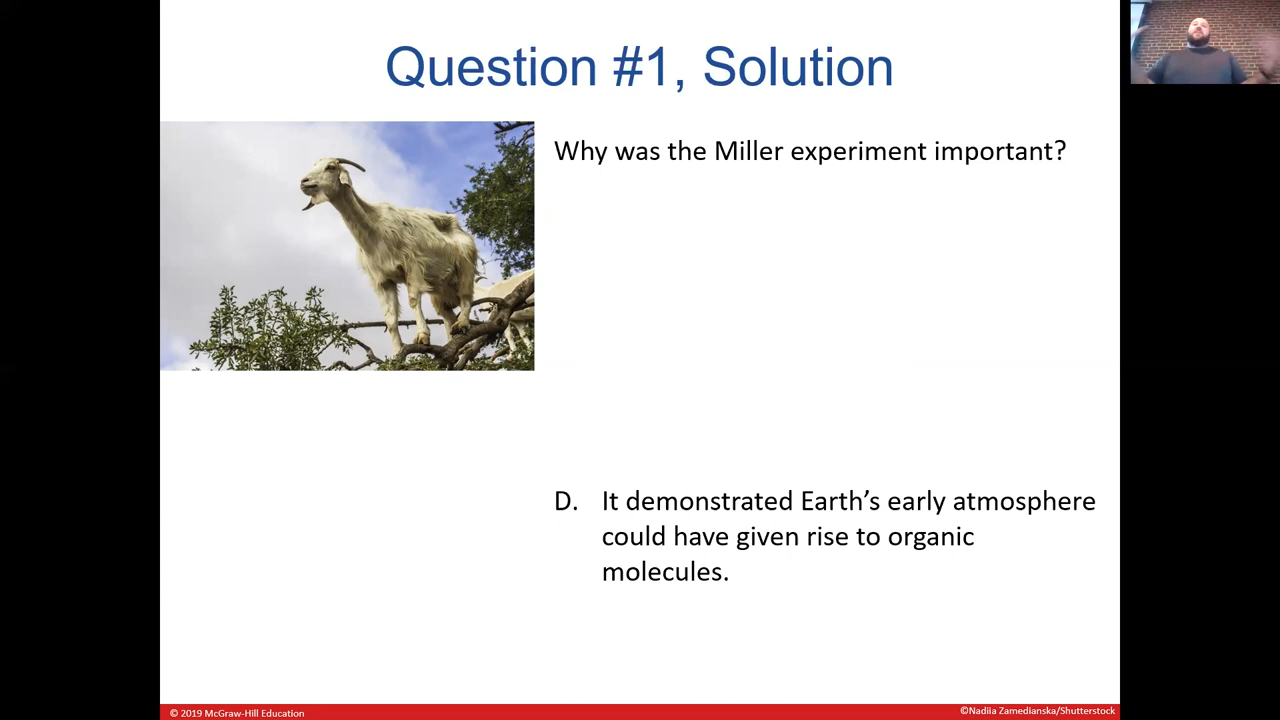 Question #1, Solution
Why was the Miller experiment important?
D. It demonstrated Earth’s early atmosphere
could have given rise to organic
molecules.
© 2019 McGraw-Hill Education
©Nadiia Zamedianska/Shutterstock